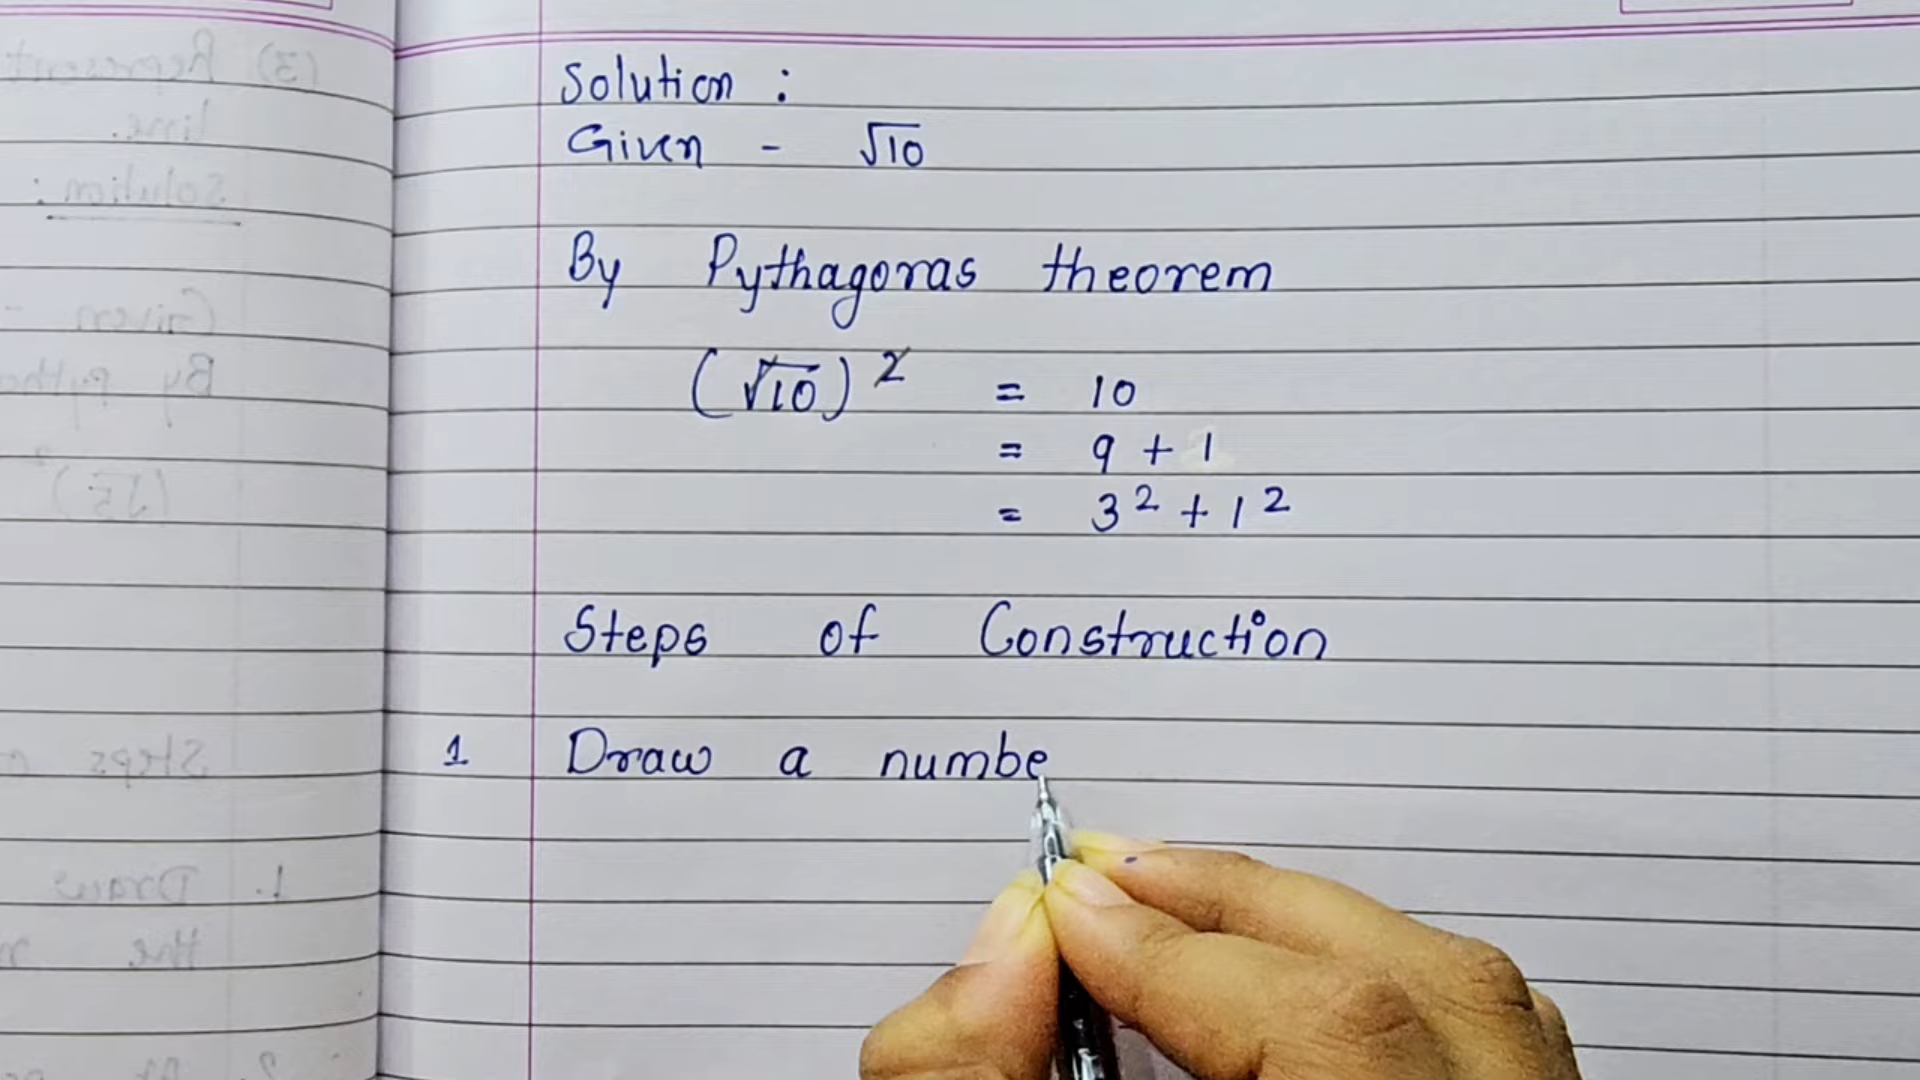 Solution :
Given - √10
By Pythagoras theorem
(√10)² = 10
= 9 + 1
= 3² + 1²
Steps of Construction
1 Draw a numbe